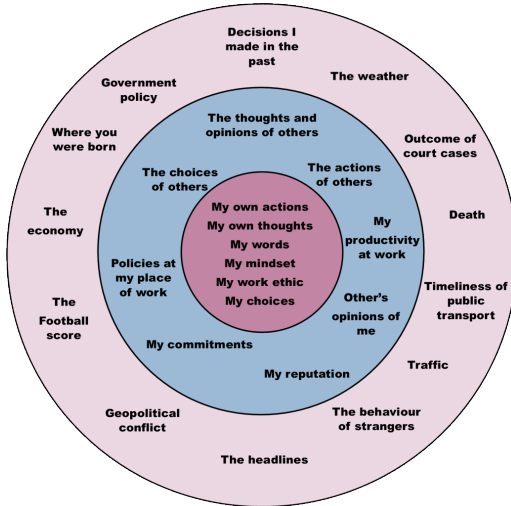 Decisions I
made in the
past
The weather
Government
policy
Where you
were born
Outcome of
court cases
The
economy
Death
The
Football
score
Timeliness of
public
transport
Traffic
Geopolitical
conflict
The behaviour
of strangers
The headlines
The thoughts and
opinions of others
The choices
of others
The actions
of others
My
productivity
at work
Policies at
my place
of work
Other's
opinions of
me
My commitments
My reputation
My own actions
My own thoughts
My words
My mindset
My work ethic
My choices